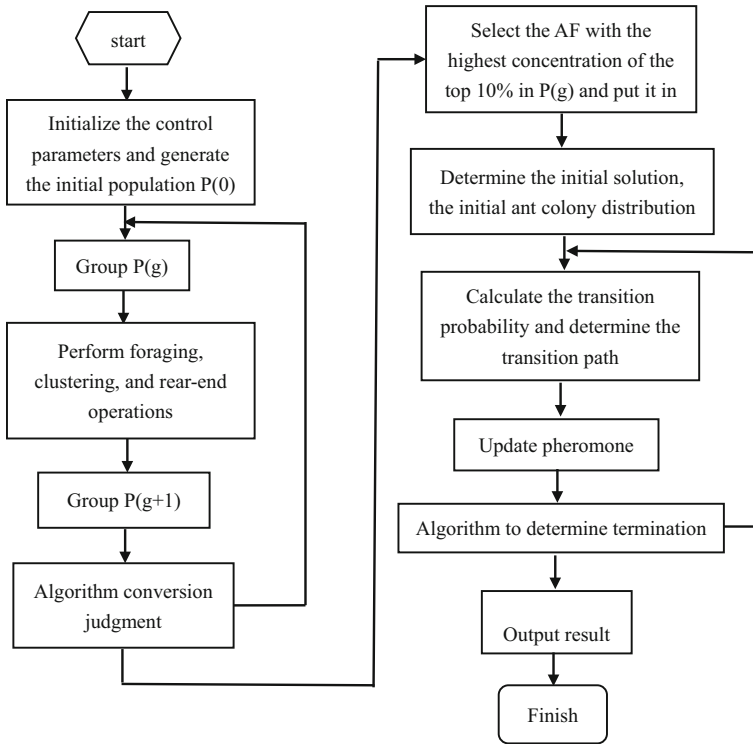 start
Initialize the control
parameters and generate
the initial population P(0)
Group P(g)
Perform foraging,
clustering, and rear-end
operations
Group P(g+1)
Algorithm conversion
judgment
Select the AF with the
highest concentration of the
top 10% in P(g) and put it in
Determine the initial solution,
the initial ant colony distribution
Calculate the transition
probability and determine the
transition path
Update pheromone
Algorithm to determine termination
Output result
Finish